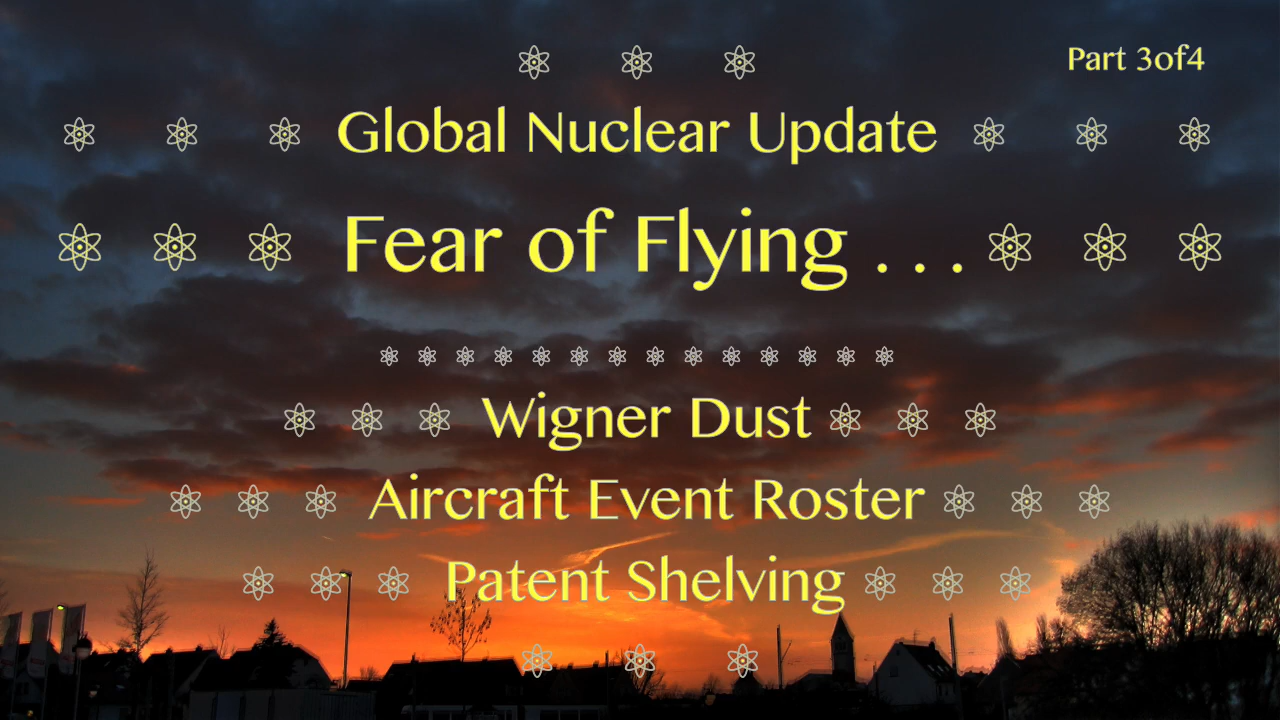 Part 3of4
Global Nuclear Update
Fear of Flying . . .
Wigner Dust
Aircraft Event Roster
Patent Shelving